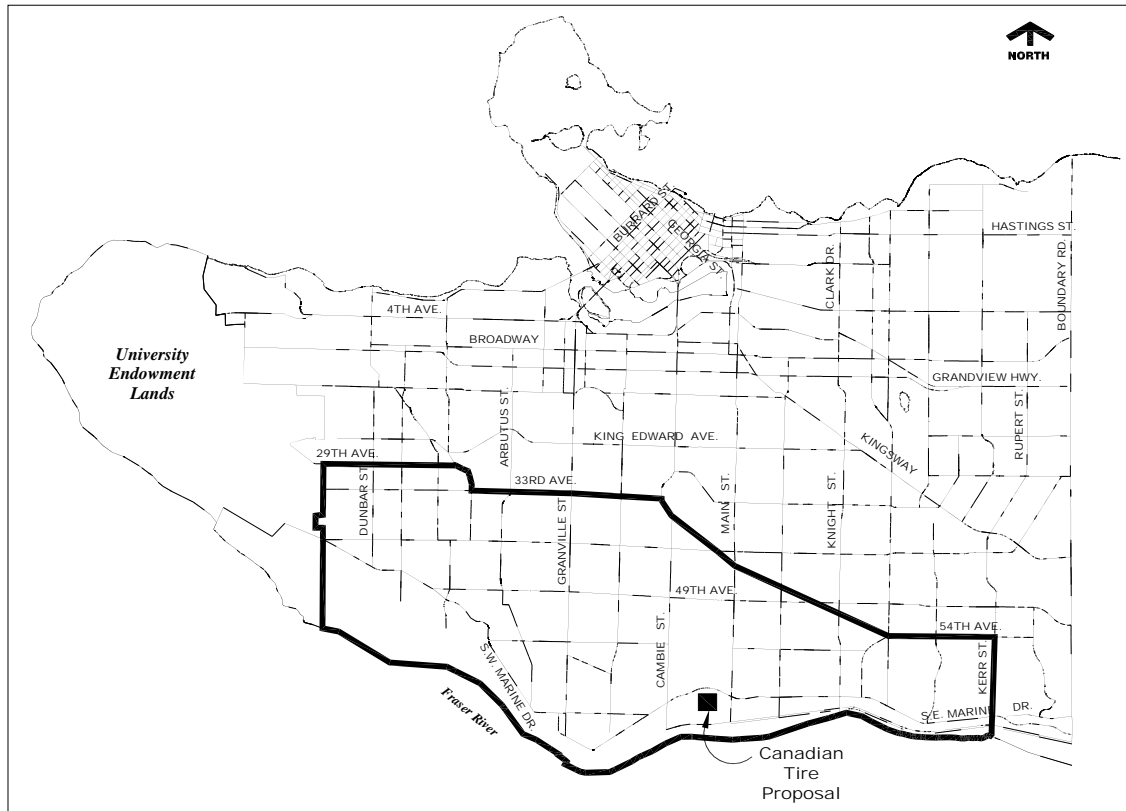 NORTH
BURRARD ST.
GEORGIA ST.
HASTINGS ST.
CLARK DR.
BOUNDARY RD.
4TH AVE.
BROADWAY
University
Endowment
Lands
GRANDVIEW HWY.
ARBUTUS ST.
RUPERT ST.
KING EDWARD AVE.
KINGSWAY
29TH AVE.
33RD AVE.
DUNBAR ST.
GRANVILLE ST.
MAIN ST.
KNIGHT ST.
49TH AVE.
54TH AVE.
CAMBIE ST.
KERR ST.
S.W. MARINE DR.
Fraser River
S.E. MARINE DR.
Canadian
Tire
Proposal